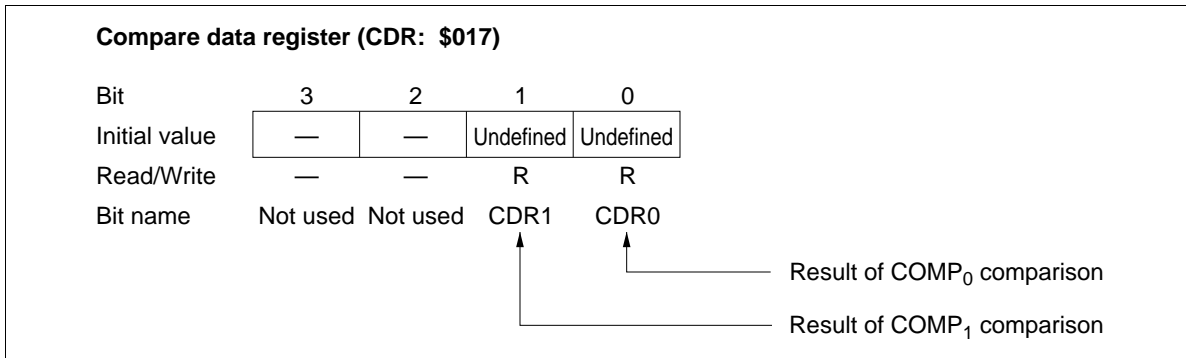 Compare data register (CDR: $017)
Bit 3 2 1 0
Initial value — — Undefined Undefined
Read/Write — — R R
Bit name Not used Not used CDR1 CDR0
Result of COMP₀ comparison
Result of COMP₁ comparison